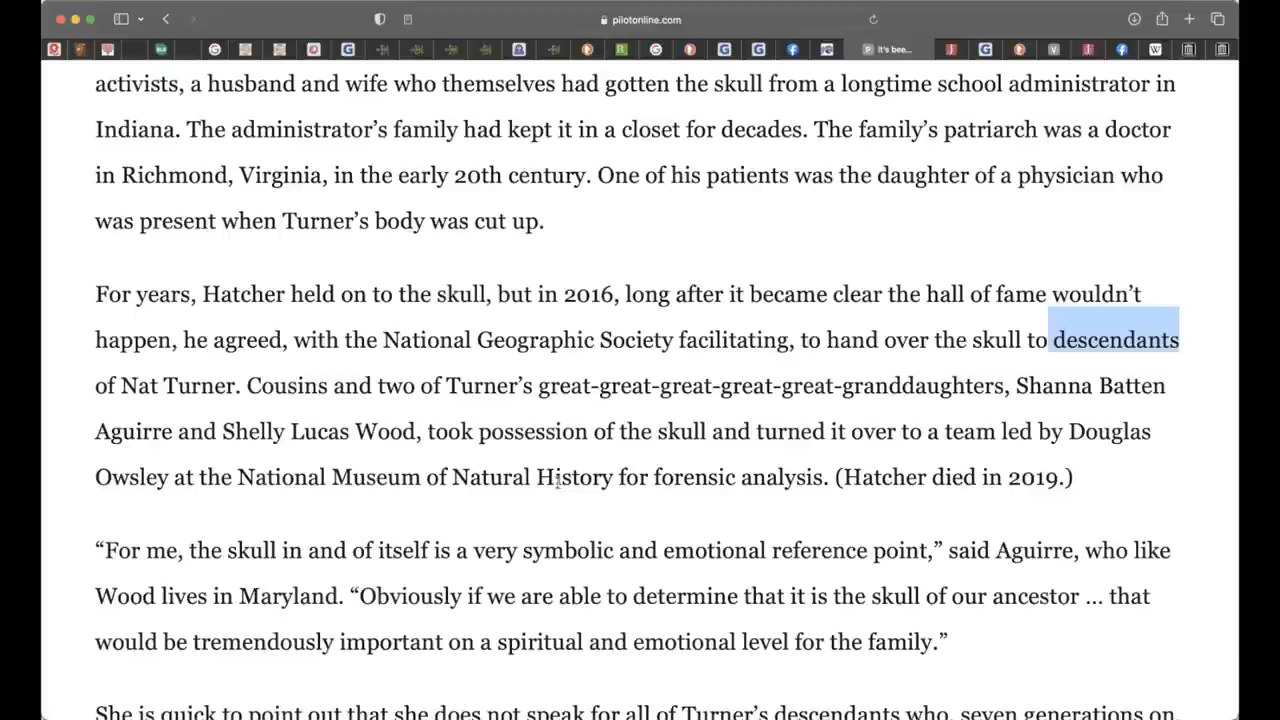 pilotonline.com
It's bee...
activists, a husband and wife who themselves had gotten the skull from a longtime school administrator in
Indiana. The administrator’s family had kept it in a closet for decades. The family’s patriarch was a doctor
in Richmond, Virginia, in the early 20th century. One of his patients was the daughter of a physician who
was present when Turner’s body was cut up.
For years, Hatcher held on to the skull, but in 2016, long after it became clear the hall of fame wouldn’t
happen, he agreed, with the National Geographic Society facilitating, to hand over the skull to descendants
of Nat Turner. Cousins and two of Turner’s great-great-great-great-great-granddaughters, Shanna Batten
Aguirre and Shelly Lucas Wood, took possession of the skull and turned it over to a team led by Douglas
Owsley at the National Museum of Natural History for forensic analysis. (Hatcher died in 2019.)
“For me, the skull in and of itself is a very symbolic and emotional reference point,” said Aguirre, who like
Wood lives in Maryland. “Obviously if we are able to determine that it is the skull of our ancestor … that
would be tremendously important on a spiritual and emotional level for the family.”
She is quick to point out that she does not speak for all of Turner’s descendants who, seven generations on,